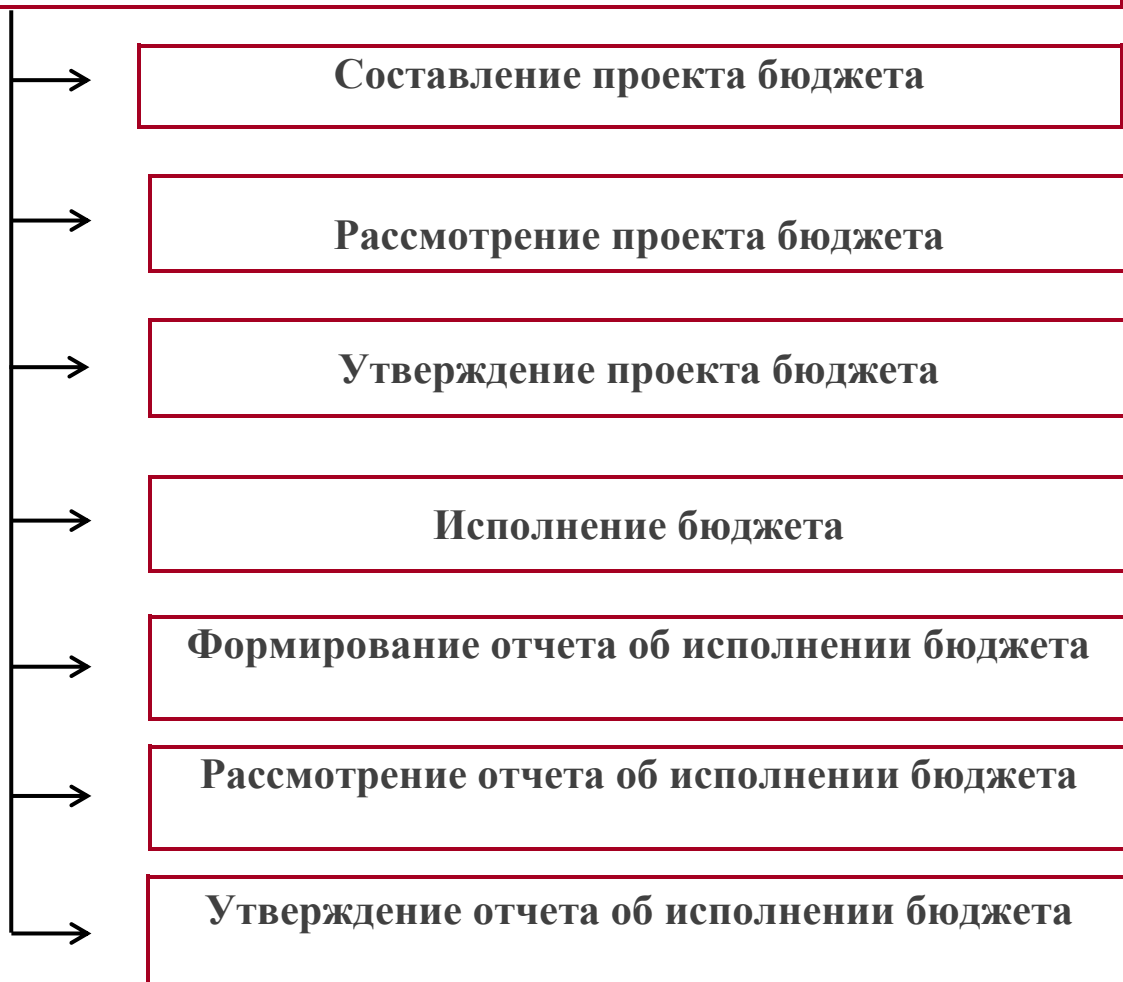 Составление проекта бюджета
Рассмотрение проекта бюджета
Утверждение проекта бюджета
Исполнение бюджета
Формирование отчета об исполнении бюджета
Рассмотрение отчета об исполнении бюджета
Утверждение отчета об исполнении бюджета